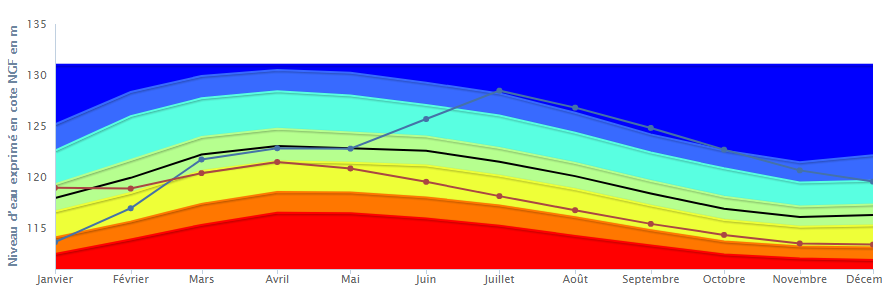 Niveau d'eau exprimé en cote NGF en m
135
130
125
120
115
Janvier Février Mars Avril Mai Juin Juillet Août Septembre Octobre Novembre Décem